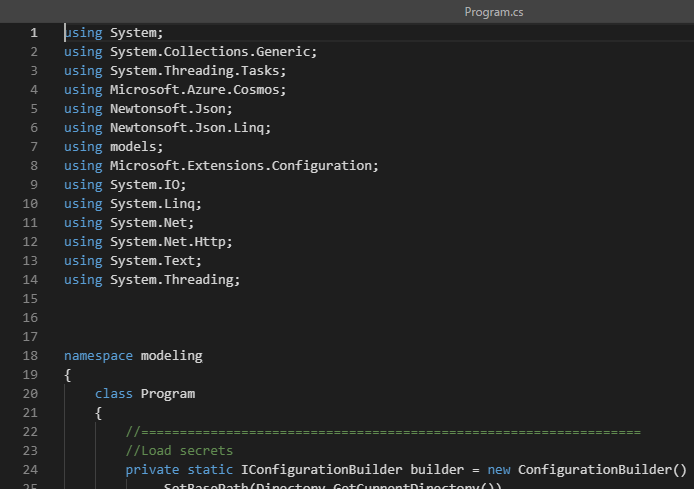 Program.cs
1 using System;
2 using System.Collections.Generic;
3 using System.Threading.Tasks;
4 using Microsoft.Azure.Cosmos;
5 using Newtonsoft.Json;
6 using Newtonsoft.Json.Linq;
7 using models;
8 using Microsoft.Extensions.Configuration;
9 using System.IO;
10 using System.Linq;
11 using System.Net;
12 using System.Net.Http;
13 using System.Text;
14 using System.Threading;
15
16
17
18 namespace modeling
19 {
20 class Program
21 {
22 //=================================================================
23 //Load secrets
24 private static IConfigurationBuilder builder = new ConfigurationBuilder()
25 .SetBasePath(Directory.GetCurrentDirectory())